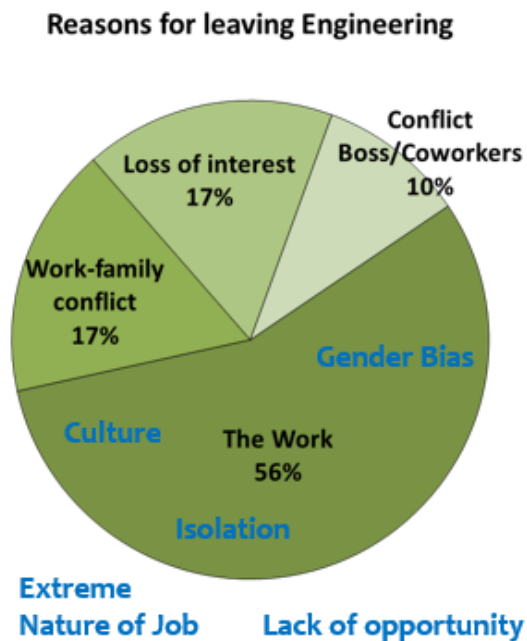 Reasons for leaving Engineering
Conflict
Boss/Coworkers
10%
Loss of interest
17%
Work-family
conflict
17%
Gender Bias
Culture
The Work
56%
Isolation
Extreme
Nature of Job
Lack of opportunity